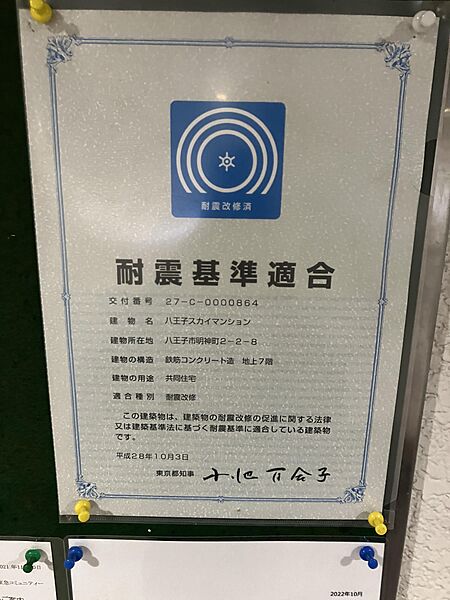 耐震改修済
耐震基準適合
交付番号 27-C-0000864
建物名 八王子スカイマンション
建物所在地 八王子市明神町2-2-8
建物の構造 鉄筋コンクリート造 地上7階
建物の用途 共同住宅
適合種別 耐震改修
この建築物は、建築物の耐震改修の促進に関する法律
又は建築基準法に基づく耐震基準に適合している建築物
です。
平成28年10月3日
東京都知事 小池百合子
2022年10月
ご案内